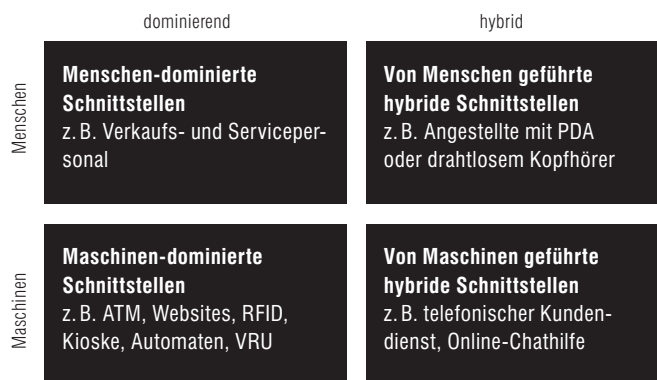 dominierend
hybrid
Menschen
Menschen-dominierte
Schnittstellen
z. B. Verkaufs- und Serviceper-
sonal
Von Menschen geführte
hybride Schnittstellen
z. B. Angestellte mit PDA
oder drahtlosem Kopfhörer
Maschinen
Maschinen-dominierte
Schnittstellen
z. B. ATM, Websites, RFID,
Kioske, Automaten, VRU
Von Maschinen geführte
hybride Schnittstellen
z. B. telefonischer Kunden-
dienst, Online-Chathilfe